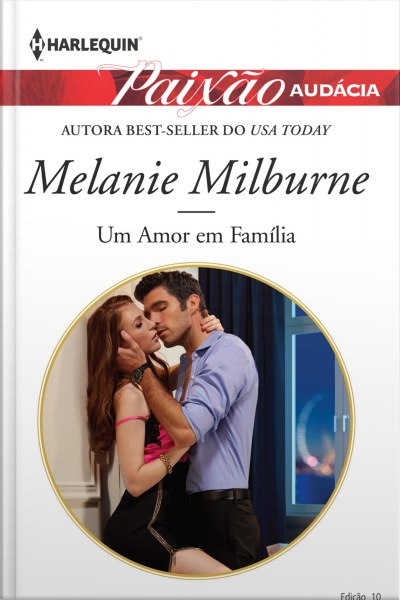 HARLEQUIN®
Paixão AUDÁCIA
AUTORA BEST-SELLER DO USA TODAY
Melanie Milburne
Um Amor em Família
Edição 10